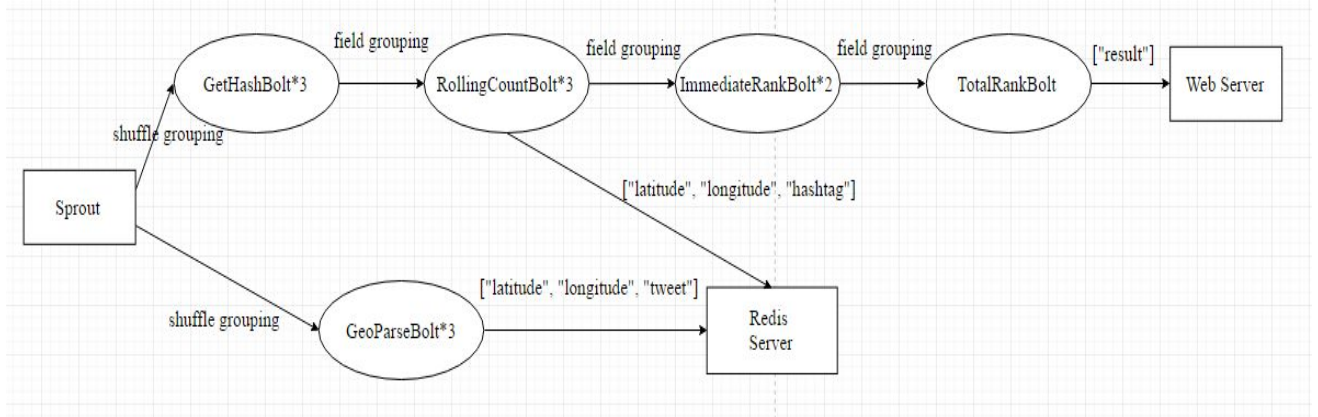 field grouping
field grouping
field grouping
["result"]
GetHashBolt*3
RollingCountBolt*3
ImmediateRankBolt*2
TotalRankBolt
Web Server
shuffle grouping
["latitude", "longitude", "hashtag"]
Sprout
["latitude", "longitude", "tweet"]
shuffle grouping
GeoParseBolt*3
Redis
Server